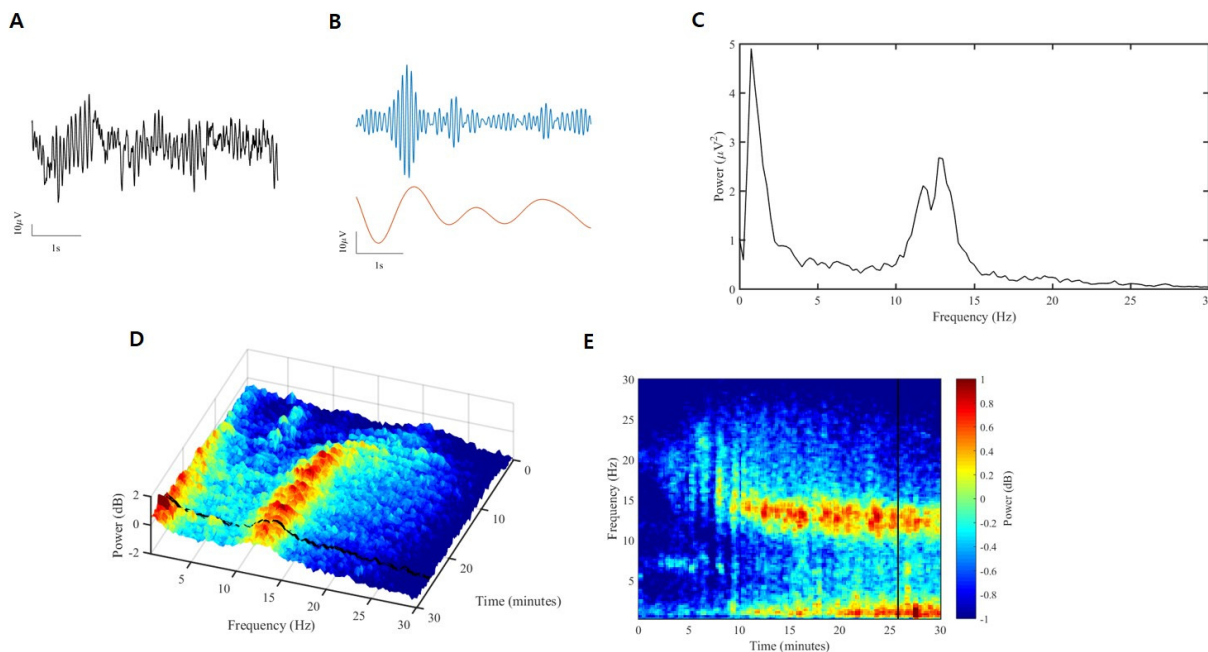 A
10μV
1s
B
10μV
1s
C
5
4
3
2
1
0
Power (μV²)
0 5 10 15 20 25 30
Frequency (Hz)
D
2
0
-2
Power (dB)
5 10 15 20 25 30
Frequency (Hz)
0
10
20
30
Time (minutes)
E
30
25
20
15
10
5
Frequency (Hz)
0 5 10 15 20 25 30
Time (minutes)
1
0.8
0.6
0.4
0.2
0
-0.2
-0.4
-0.6
-0.8
-1
Power (dB)